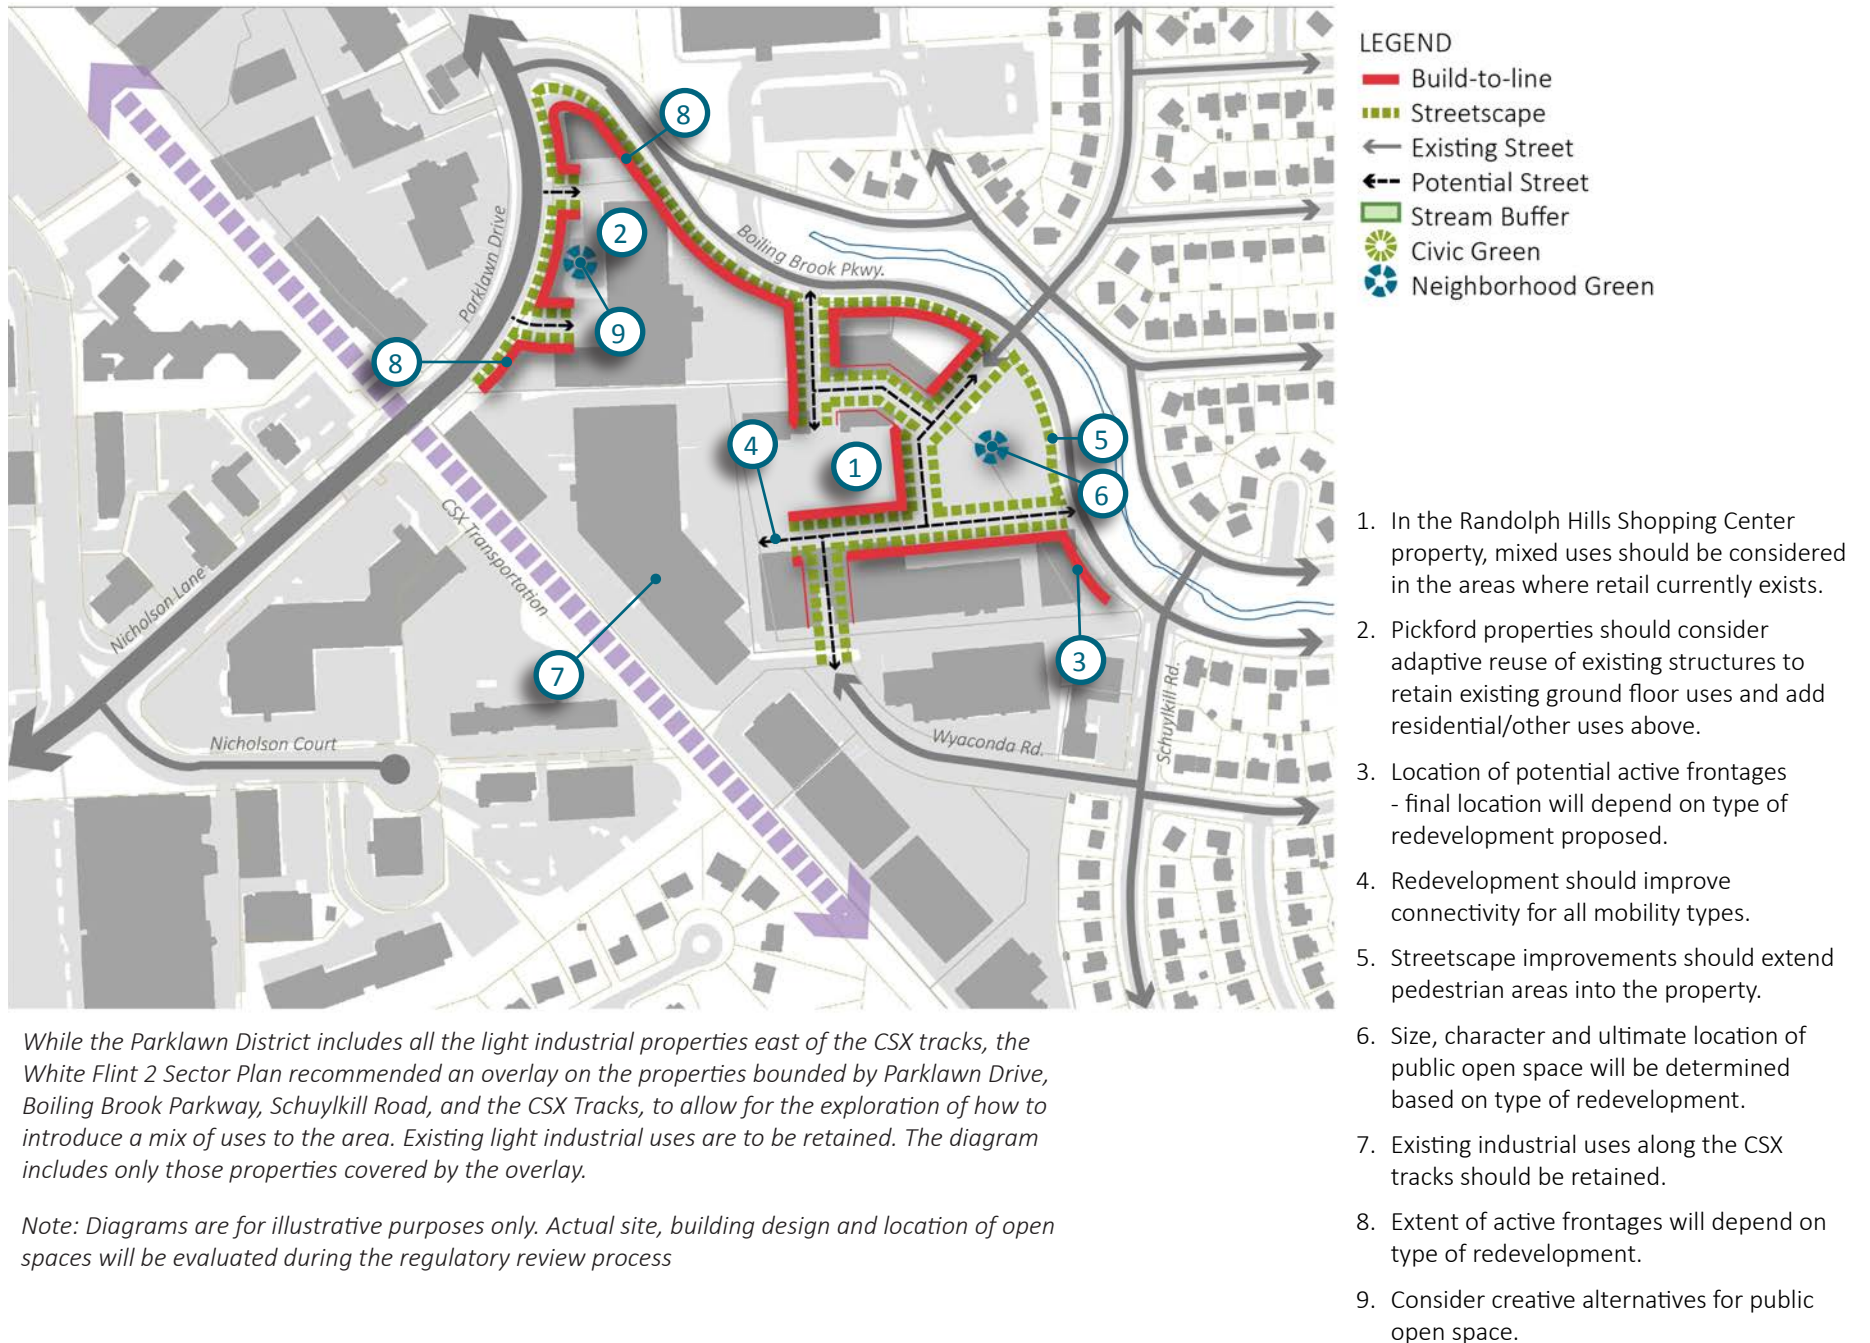 8
2
9
8
4
1
5
6
7
3
Parklawn Drive
Boiling Brook Pkwy.
CSX Transportation
Nicholson Lane
Nicholson Court
Wyaconda Rd.
Schuylkill Rd.
LEGEND
Build-to-line
Streetscape
Existing Street
Potential Street
Stream Buffer
Civic Green
Neighborhood Green
1. In the Randolph Hills Shopping Center
property, mixed uses should be considered
in the areas where retail currently exists.
2. Pickford properties should consider
adaptive reuse of existing structures to
retain existing ground floor uses and add
residential/other uses above.
3. Location of potential active frontages
- final location will depend on type of
redevelopment proposed.
4. Redevelopment should improve
connectivity for all mobility types.
5. Streetscape improvements should extend
pedestrian areas into the property.
6. Size, character and ultimate location of
public open space will be determined
based on type of redevelopment.
7. Existing industrial uses along the CSX
tracks should be retained.
8. Extent of active frontages will depend on
type of redevelopment.
9. Consider creative alternatives for public
open space.
While the Parklawn District includes all the light industrial properties east of the CSX tracks, the
White Flint 2 Sector Plan recommended an overlay on the properties bounded by Parklawn Drive,
Boiling Brook Parkway, Schuylkill Road, and the CSX Tracks, to allow for the exploration of how to
introduce a mix of uses to the area. Existing light industrial uses are to be retained. The diagram
includes only those properties covered by the overlay.
Note: Diagrams are for illustrative purposes only. Actual site, building design and location of open
spaces will be evaluated during the regulatory review process